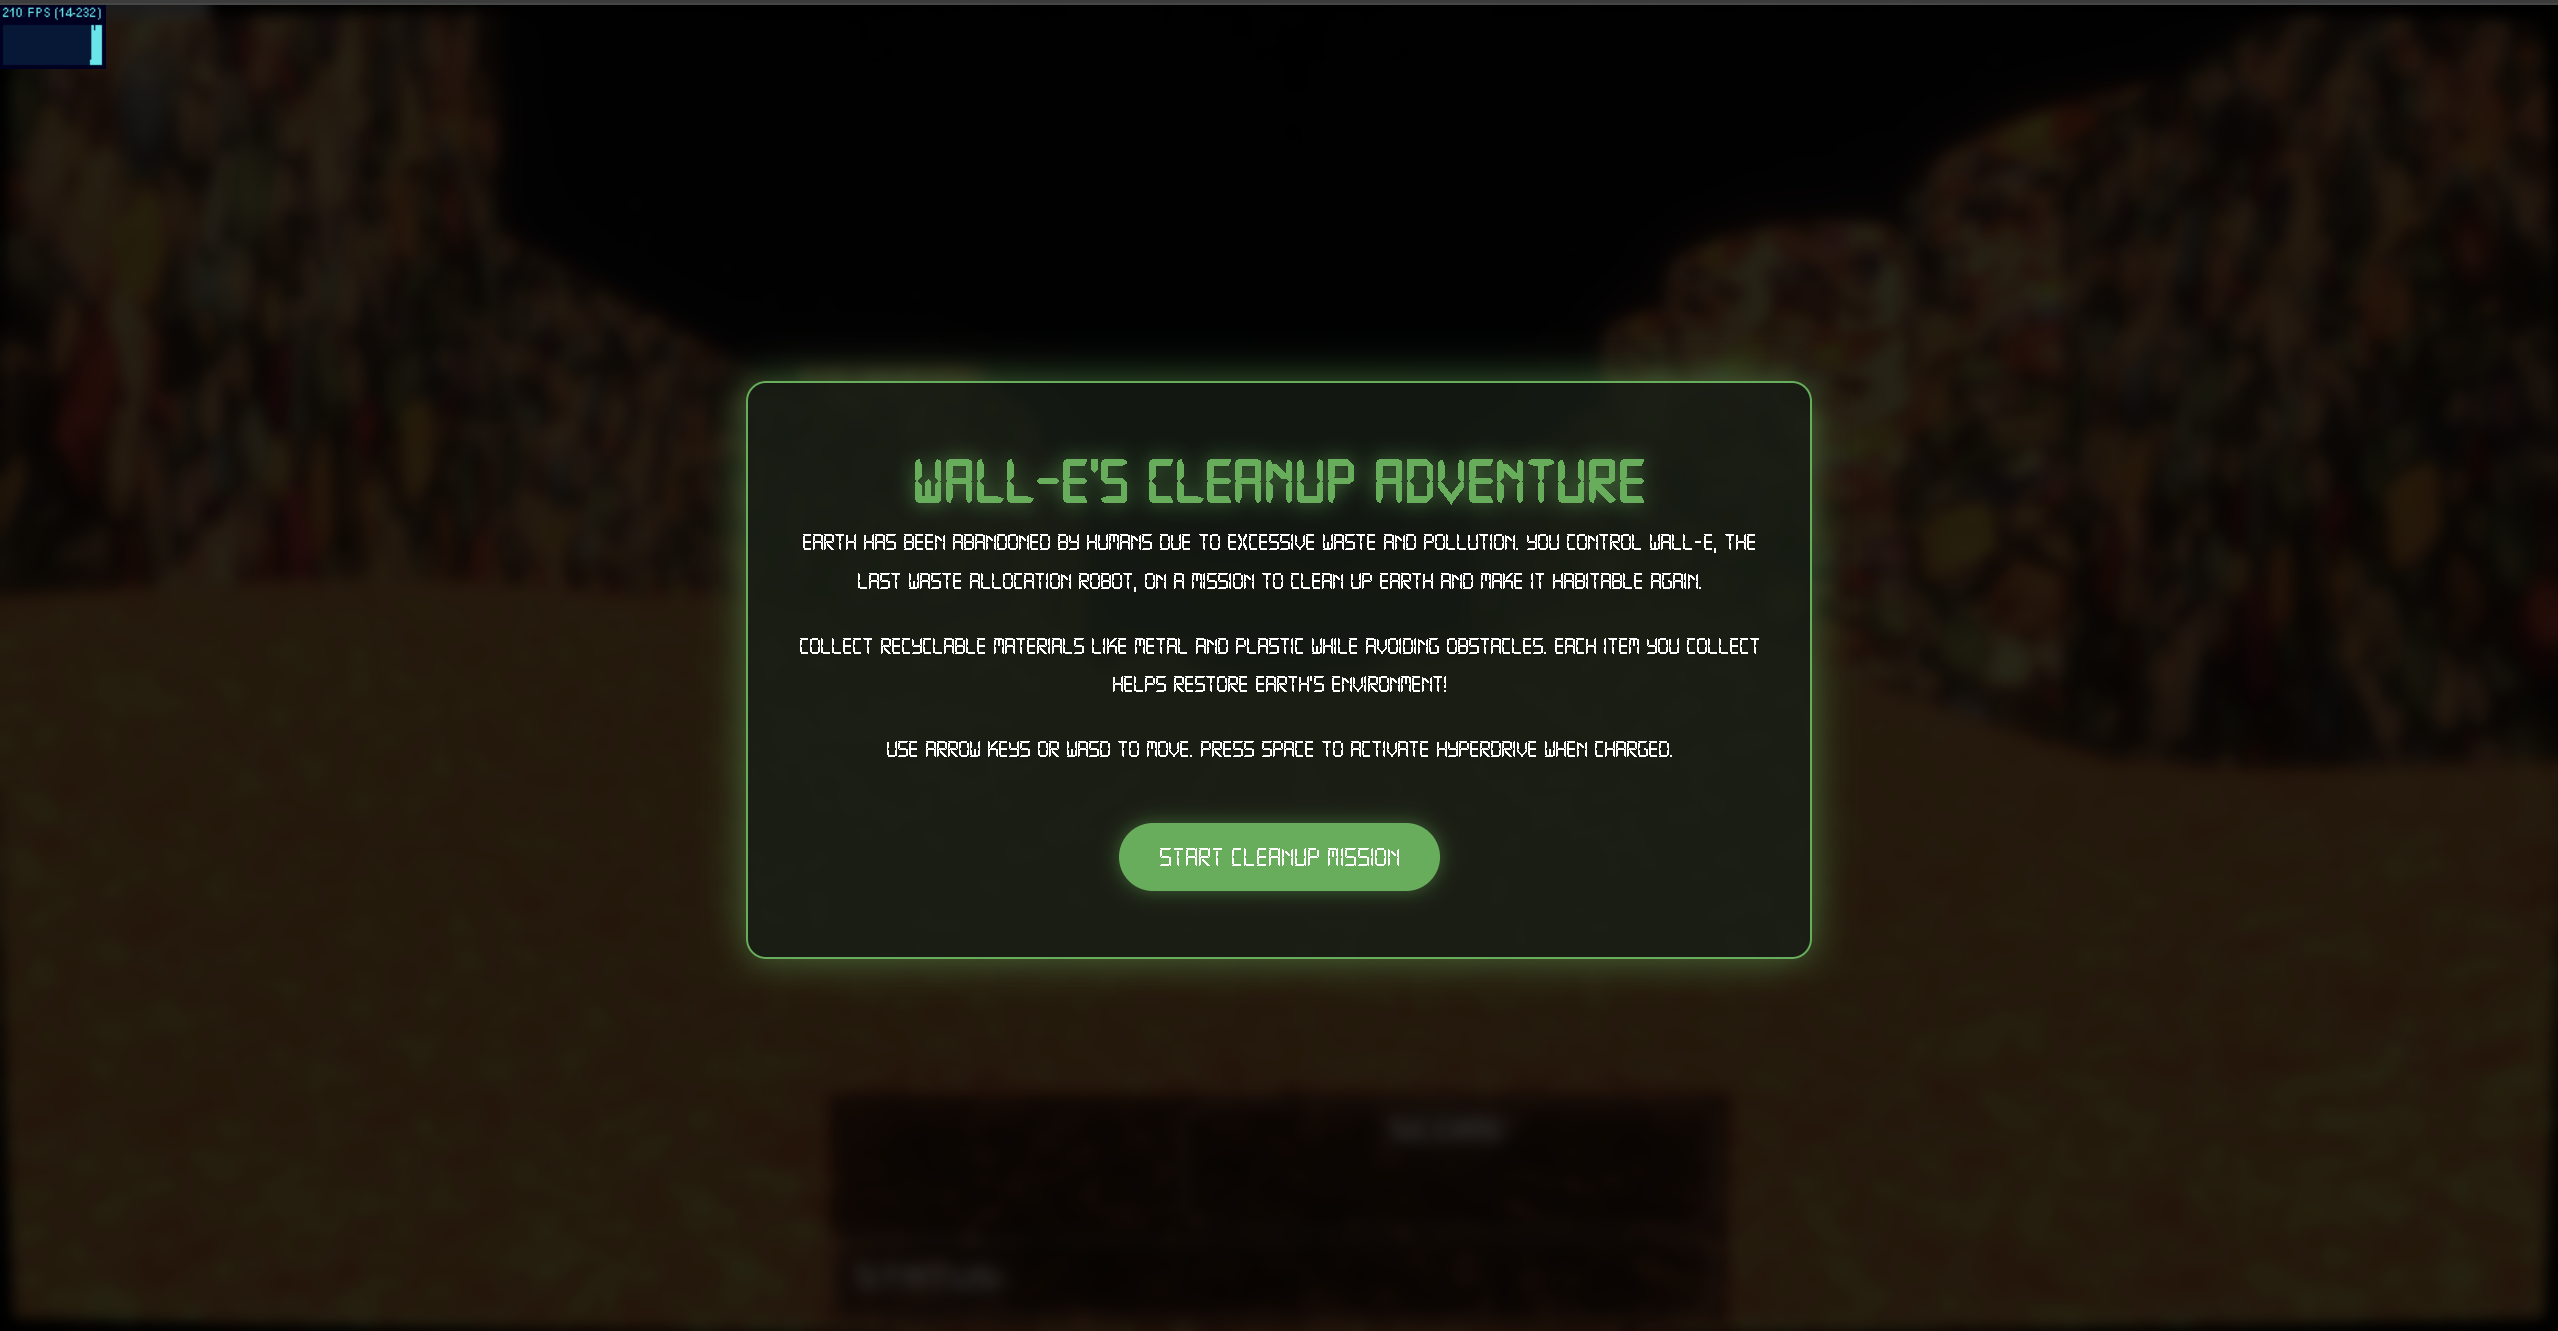 210 FPS (14-232)
WALL-E'S CLEANUP ADVENTURE
EARTH HAS BEEN ABANDONED BY HUMANS DUE TO EXCESSIVE WASTE AND POLLUTION. YOU CONTROL WALL-E, THE
LAST WASTE ALLOCATION ROBOT, ON A MISSION TO CLEAN UP EARTH AND MAKE IT HABITABLE AGAIN.
COLLECT RECYCLABLE MATERIALS LIKE METAL AND PLASTIC WHILE AVOIDING OBSTACLES. EACH ITEM YOU COLLECT
HELPS RESTORE EARTH'S ENVIRONMENT!
USE ARROW KEYS OR WASD TO MOVE. PRESS SPACE TO ACTIVATE HYPERDRIVE WHEN CHARGED.
START CLEANUP MISSION